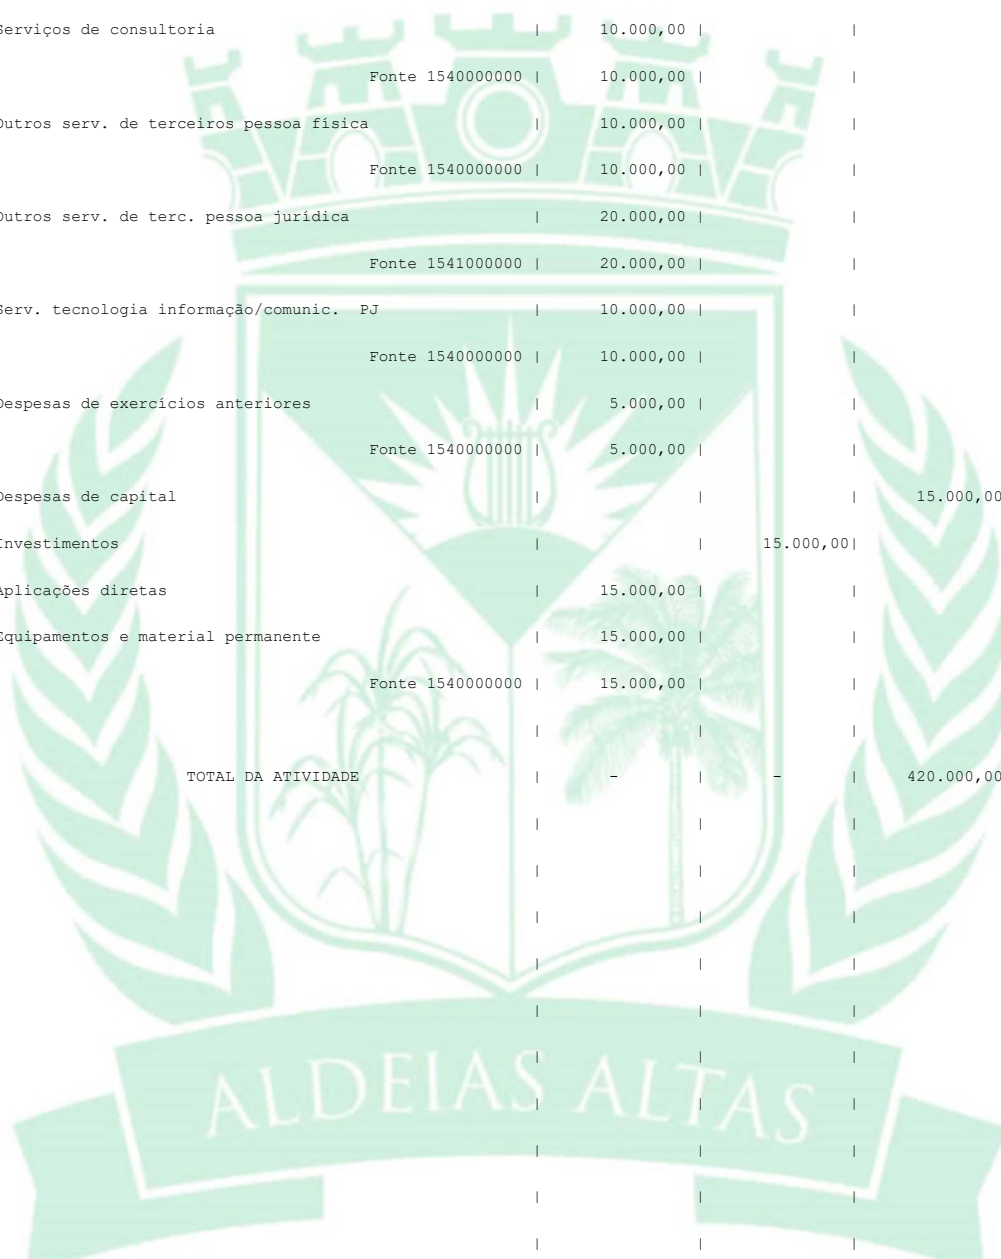 Serviços de consultoria | 10.000,00 | |
Fonte 1540000000 | 10.000,00 | |
Outros serv. de terceiros pessoa física | 10.000,00 | |
Fonte 1540000000 | 10.000,00 | |
Outros serv. de terc. pessoa jurídica | 20.000,00 | |
Fonte 1541000000 | 20.000,00 | |
Serv. tecnologia informação/comunic. PJ | 10.000,00 | |
Fonte 1540000000 | 10.000,00 | |
Despesas de exercícios anteriores | 5.000,00 | |
Fonte 1540000000 | 5.000,00 | |
Despesas de capital | | | 15.000,00
Investimentos | | 15.000,00|
Aplicações diretas | 15.000,00 | |
Equipamentos e material permanente | 15.000,00 | |
Fonte 1540000000 | 15.000,00 | |
| | |
TOTAL DA ATIVIDADE | - | - | 420.000,00
| | |
| | |
| | |
| | |
| | |
| | |
ALDEIAS ALTAS
| | |
| | |
| | |
| | |